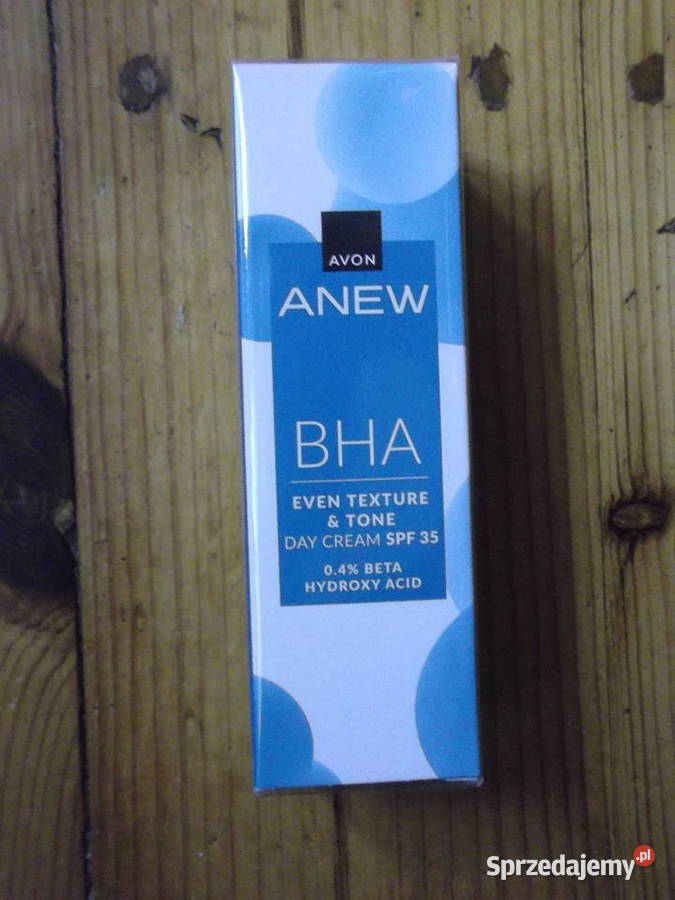 AVON
ANEW
BHA
EVEN TEXTURE
& TONE
DAY CREAM SPF 35
0.4% BETA
HYDROXY ACID
Sprzedajemy.pl